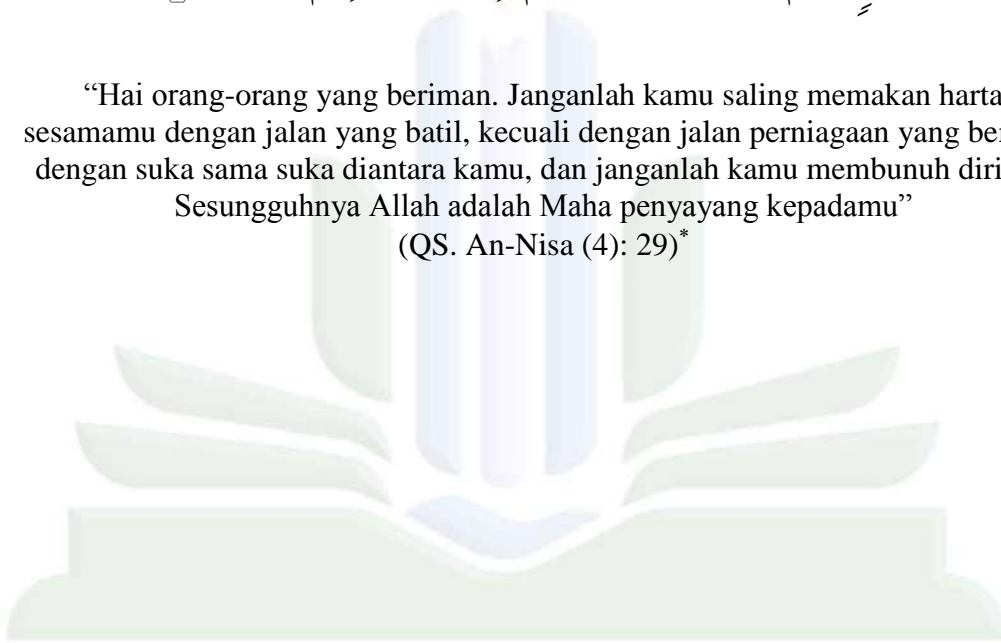 “Hai orang-orang yang beriman. Janganlah kamu saling memakan harta
sesamamu dengan jalan yang batil, kecuali dengan jalan perniagaan yang
dengan suka sama suka diantara kamu, dan janganlah kamu membunuh
Sesungguhnya Allah adalah Maha penyayang kepadamu”
(QS. An-Nisa (4): 29)*